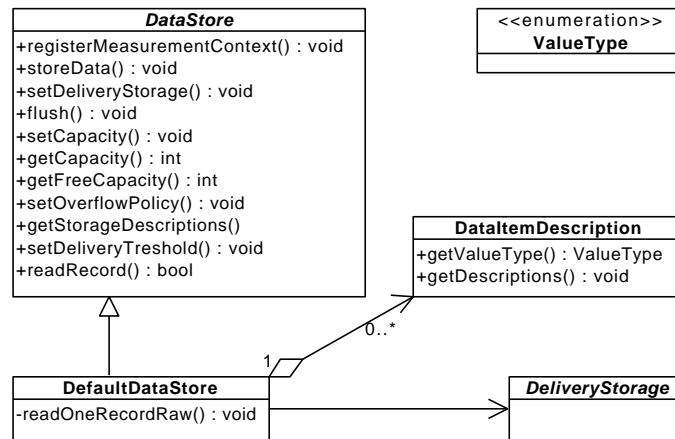 DataStore
+registerMeasurementContext() : void
+storeData() : void
+setDeliveryStorage() : void
+flush() : void
+setCapacity() : void
+getCapacity() : int
+getFreeCapacity() : int
+setOverflowPolicy() : void
+getStorageDescriptions()
+setDeliveryTreshold() : void
+readRecord() : bool
<<enumeration>>
ValueType
DataItemDescription
+getValueType() : ValueType
+getDescriptions() : void
0..*
1
DefaultDataStore
-readOneRecordRaw() : void
DeliveryStorage